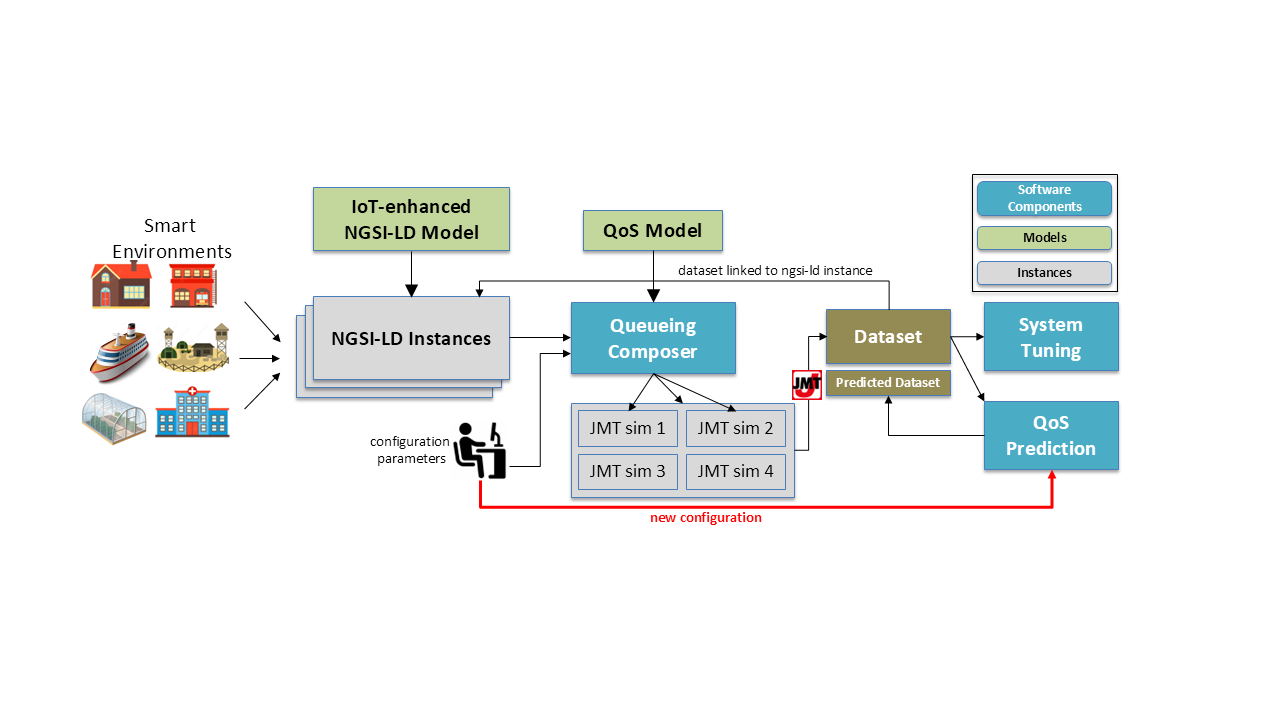 Smart
Environments
IoT-enhanced
NGSI-LD Model
QoS Model
Software
Components
Models
Instances
dataset linked to ngsi-ld instance
NGSI-LD Instances
Queueing
Composer
Dataset
Predicted Dataset
JMT
System
Tuning
QoS
Prediction
JMT sim 1
JMT sim 2
JMT sim 3
JMT sim 4
configuration
parameters
new configuration